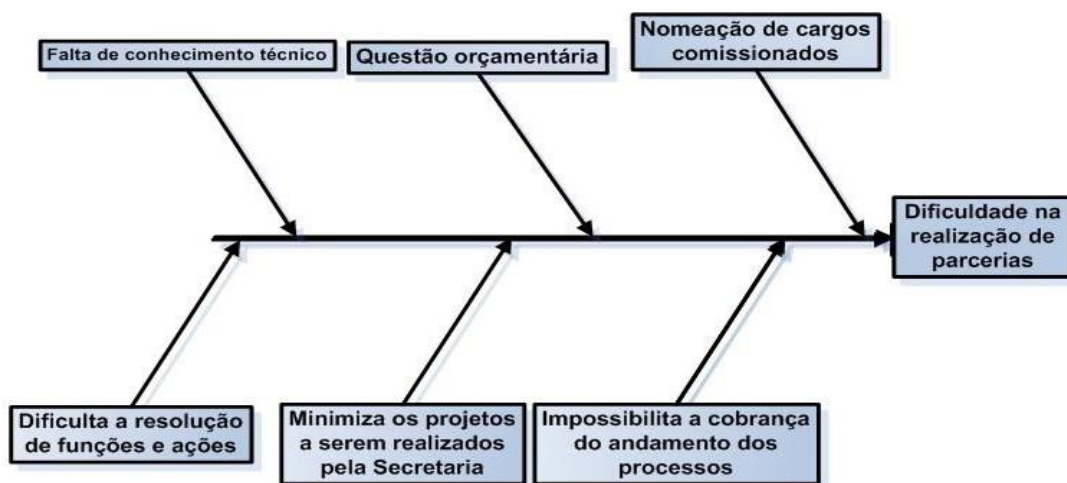 Falta de conhecimento técnico
Questão orçamentária
Nomeação de cargos
comissionados
Dificuldade na
realização de
parcerias
Dificulta a resolução
de funções e ações
Minimiza os projetos
a serem realizados
pela Secretaria
Impossibilita a cobrança
do andamento dos
processos